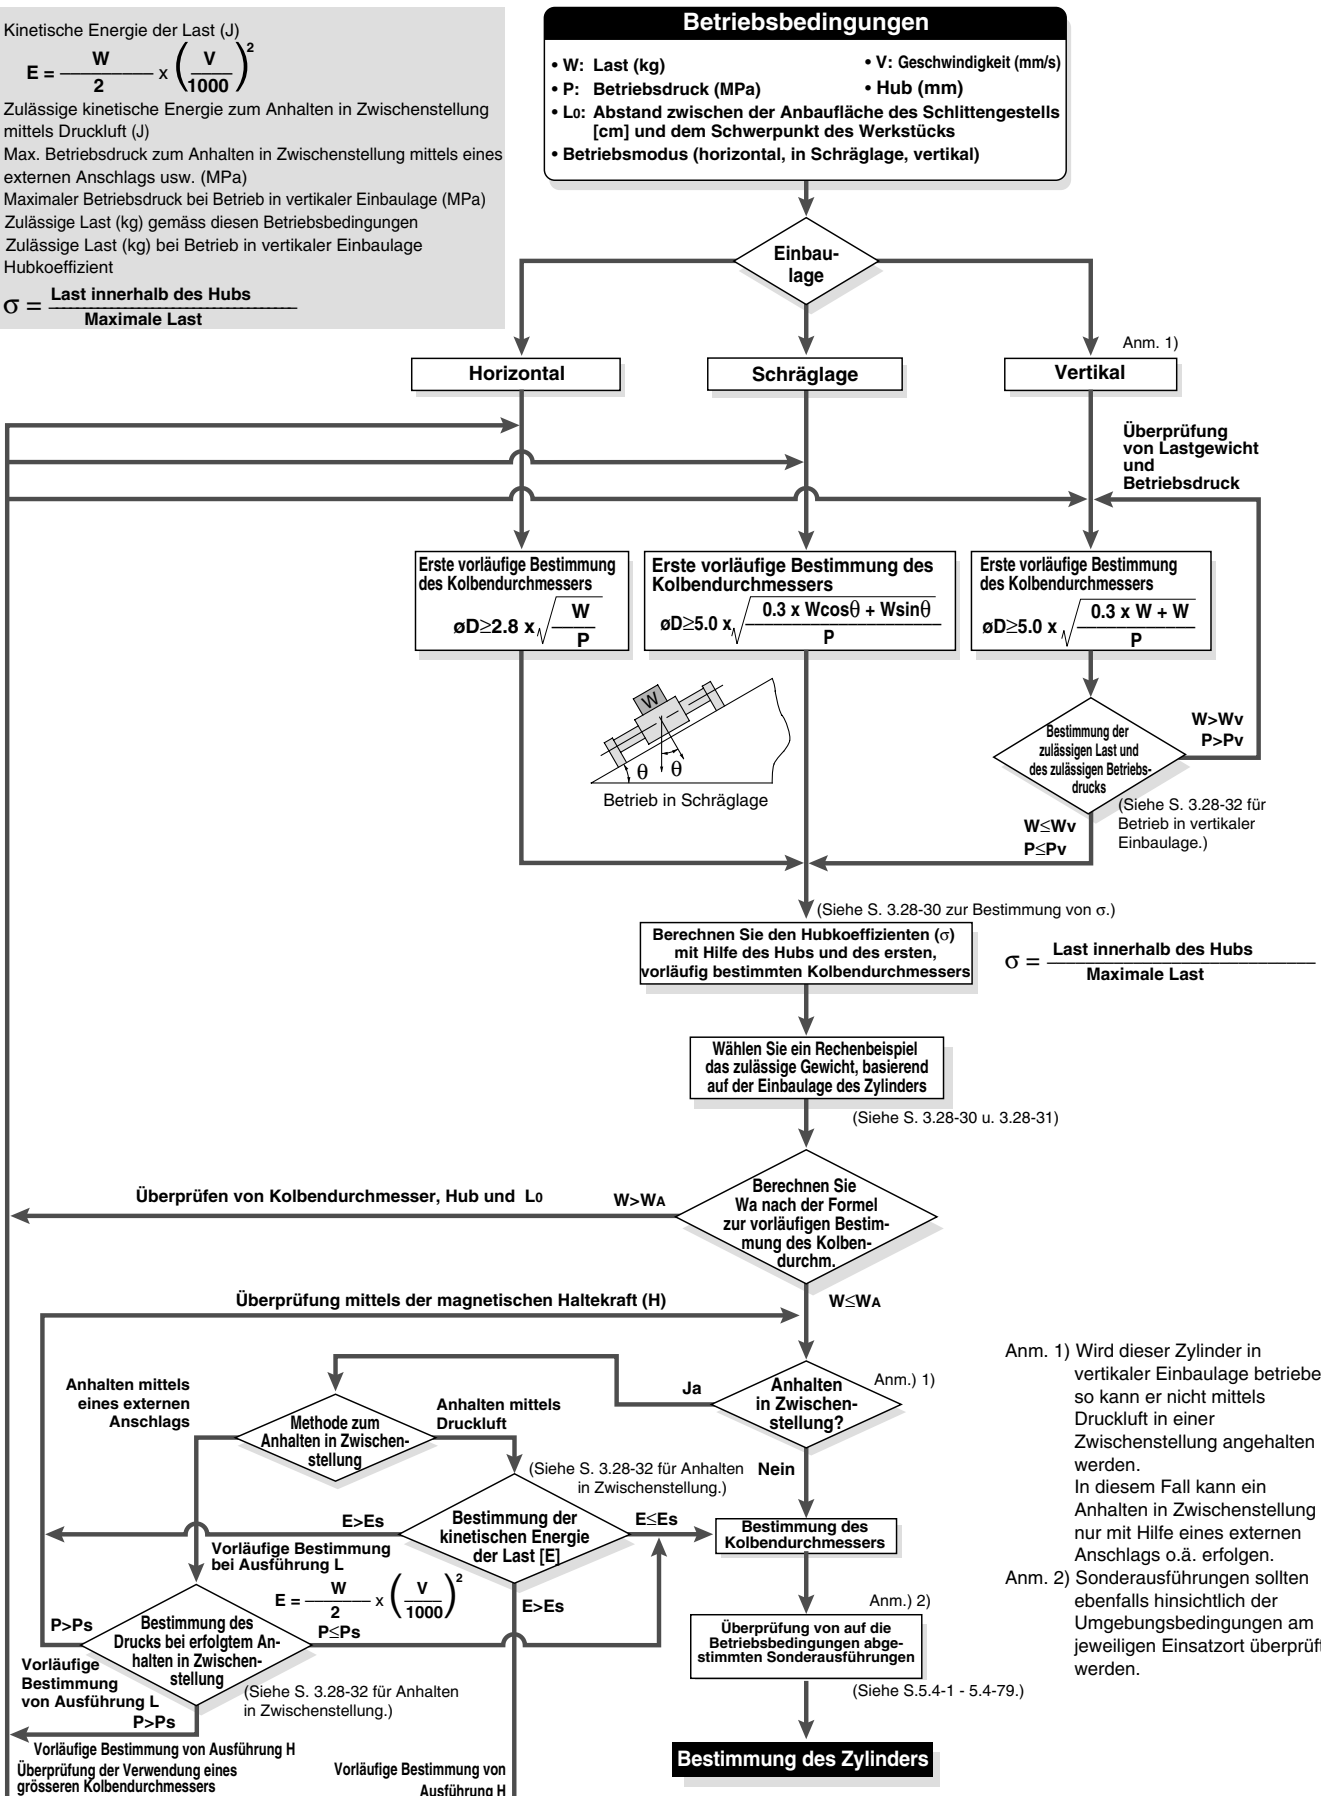 Kinetische Energie der Last (J)
E = W/2 x (V/1000)²
Zulässige kinetische Energie zum Anhalten in Zwischenstellung
mittels Druckluft (J)
Max. Betriebsdruck zum Anhalten in Zwischenstellung mittels eines
externen Anschlags usw. (MPa)
Maximaler Betriebsdruck bei Betrieb in vertikaler Einbaulage (MPa)
Zulässige Last (kg) gemäss diesen Betriebsbedingungen
Zulässige Last (kg) bei Betrieb in vertikaler Einbaulage
Hubkoeffizient
σ = Last innerhalb des Hubs
Maximale Last
Betriebsbedingungen
• W: Last (kg)
• V: Geschwindigkeit (mm/s)
• P: Betriebsdruck (MPa)
• Hub (mm)
• L0: Abstand zwischen der Anbaufläche des Schlittengestells
[cm] und dem Schwerpunkt des Werkstücks
• Betriebsmodus (horizontal, in Schräglage, vertikal)
Einbau-
lage
Anm. 1)
Horizontal
Schräglage
Vertikal
Überprüfung
von Lastgewicht
und
Betriebsdruck
Erste vorläufige Bestimmung
des Kolbendurchmessers
øD≥2.8 x √ W/P
Erste vorläufige Bestimmung des
Kolbendurchmessers
øD≥5.0 x √ 0.3 x Wcosθ + Wsinθ / P
Erste vorläufige Bestimmung
des Kolbendurchmessers
øD≥5.0 x √ 0.3 x W + W / P
W
θ θ
Betrieb in Schräglage
Bestimmung der
zulässigen Last und
des zulässigen Betriebs-
drucks
W>Wv
P>Pv
(Siehe S. 3.28-32 für
Betrieb in vertikaler
Einbaulage.)
W≤Wv
P≤Pv
(Siehe S. 3.28-30 zur Bestimmung von σ.)
Berechnen Sie den Hubkoeffizienten (σ)
mit Hilfe des Hubs und des ersten,
vorläufig bestimmten Kolbendurchmessers
σ = Last innerhalb des Hubs
Maximale Last
Wählen Sie ein Rechenbeispiel
das zulässige Gewicht, basierend
auf der Einbaulage des Zylinders
(Siehe S. 3.28-30 u. 3.28-31)
Berechnen Sie
Wa nach der Formel
zur vorläufigen Bestim-
mung des Kolben-
durchm.
Überprüfen von Kolbendurchmesser, Hub und L0
W>WA
W≤WA
Überprüfung mittels der magnetischen Haltekraft (H)
Anhalten
in Zwischen-
stellung?
Anm.) 1)
Ja
Nein
Anhalten mittels
eines externen
Anschlags
Methode zum
Anhalten in Zwischen-
stellung
Anhalten mittels
Druckluft
(Siehe S. 3.28-32 für Anhalten
in Zwischenstellung.)
Bestimmung der
kinetischen Energie
der Last [E]
E>Es
E≤Es
Vorläufige Bestimmung
bei Ausführung L
E = W/2 x (V/1000)²
E>Es
Bestimmung des
Kolbendurchmessers
Anm.) 2)
Überprüfung von auf die
Betriebsbedingungen abge-
stimmten Sonderausführungen
(Siehe S.5.4-1 - 5.4-79.)
Bestimmung des Zylinders
P>Ps
Bestimmung des
Drucks bei erfolgtem An-
halten in Zwischen-
stellung
P≤Ps
Vorläufige
Bestimmung
von Ausführung L
(Siehe S. 3.28-32 für Anhalten
in Zwischenstellung.)
P>Ps
Vorläufige Bestimmung von Ausführung H
Überprüfung der Verwendung eines
grösseren Kolbendurchmessers
Vorläufige Bestimmung von
Ausführung H
Anm. 1) Wird dieser Zylinder in
vertikaler Einbaulage betriebe
so kann er nicht mittels
Druckluft in einer
Zwischenstellung angehalten
werden.
In diesem Fall kann ein
Anhalten in Zwischenstellung
nur mit Hilfe eines externen
Anschlags o.ä. erfolgen.
Anm. 2) Sonderausführungen sollten
ebenfalls hinsichtlich der
Umgebungsbedingungen am
jeweiligen Einsatzort überprüft
werden.